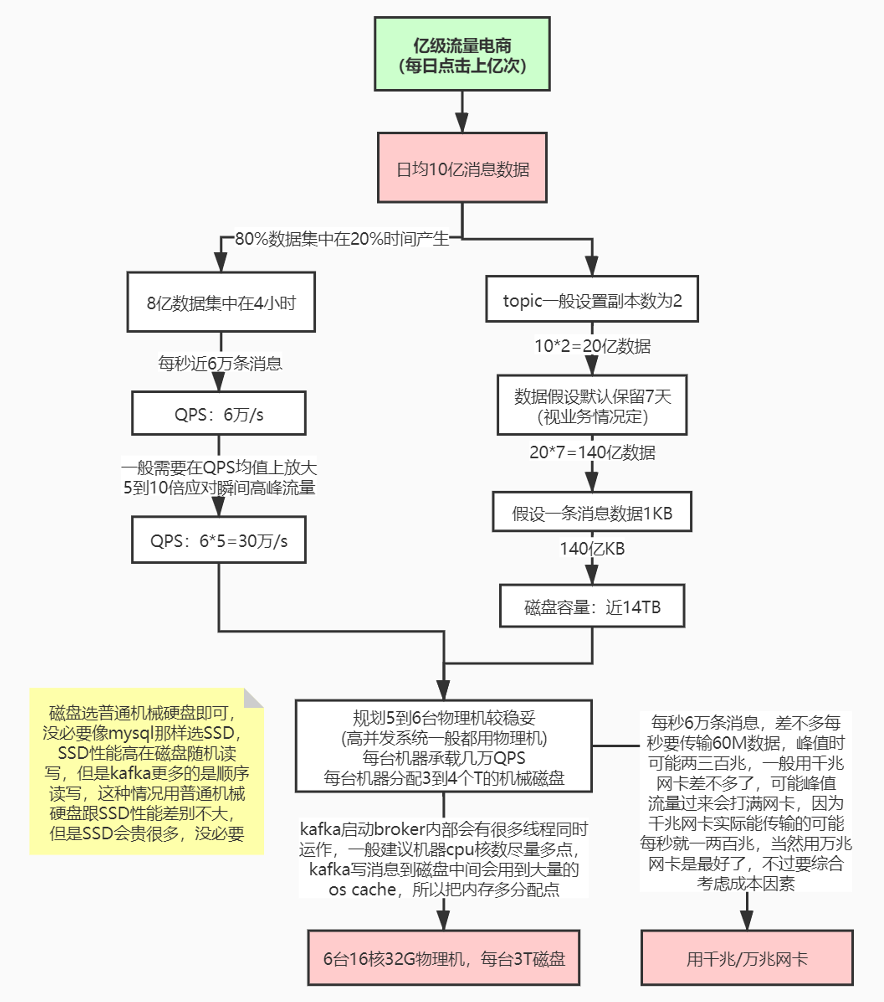 亿级流量电商
（每日点击上亿次）
日均10亿消息数据
80%数据集中在20%时间产生
8亿数据集中在4小时
每秒近6万条消息
QPS：6万/s
一般需要在QPS均值上放大
5到10倍应对瞬间高峰流量
QPS：6*5=30万/s
topic一般设置副本数为2
10*2=20亿数据
数据假设默认保留7天
（视业务情况定）
20*7=140亿数据
假设一条消息数据1KB
140亿KB
磁盘容量：近14TB
磁盘选普通机械硬盘即可，
没必要像mysql那样选SSD，
SSD性能高在磁盘随机读
写，但是kafka更多的是顺序
读写，这种情况用普通机械
硬盘跟SSD性能差别不大，
但是SSD会贵很多，没必要
规划5到6台物理机较稳妥
(高并发系统一般都用物理机)
每台机器承载几万QPS
每台机器分配3到4个T的机械磁盘
每秒6万条消息，差不多每
秒要传输60M数据，峰值时
可能两三百兆，一般用千兆
网卡差不多了，可能峰值
流量过来会打满网卡，因为
千兆网卡实际能传输的可能
每秒就一两百兆，当然用万兆
网卡是最好了，不过要综合
考虑成本因素
kafka启动broker内部会有很多线程同时
运作，一般建议机器cpu核数尽量多点，
kafka写消息到磁盘中间会用到大量的
os cache，所以把内存多分配点
6台16核32G物理机，每台3T磁盘
用千兆/万兆网卡